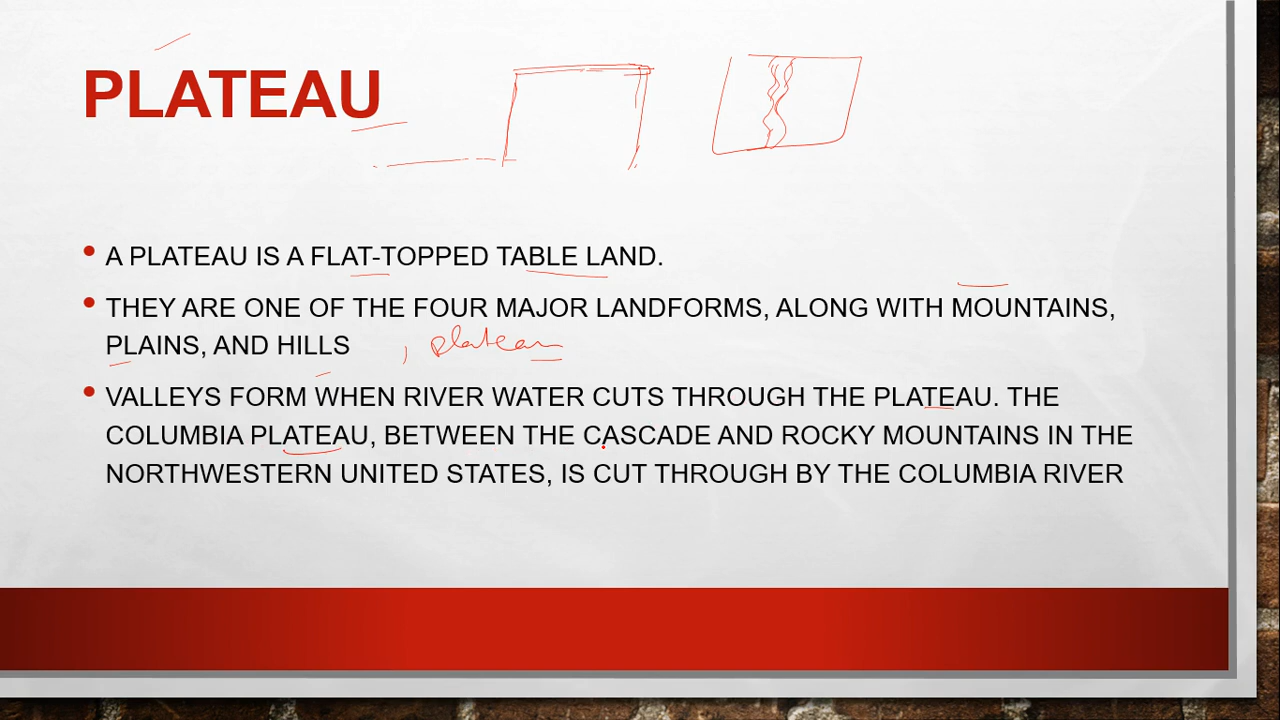 PLATEAU
A PLATEAU IS A FLAT-TOPPED TABLE LAND.
THEY ARE ONE OF THE FOUR MAJOR LANDFORMS, ALONG WITH MOUNTAINS,
PLAINS, AND HILLS , plateau
VALLEYS FORM WHEN RIVER WATER CUTS THROUGH THE PLATEAU. THE
COLUMBIA PLATEAU, BETWEEN THE CASCADE AND ROCKY MOUNTAINS IN THE
NORTHWESTERN UNITED STATES, IS CUT THROUGH BY THE COLUMBIA RIVER